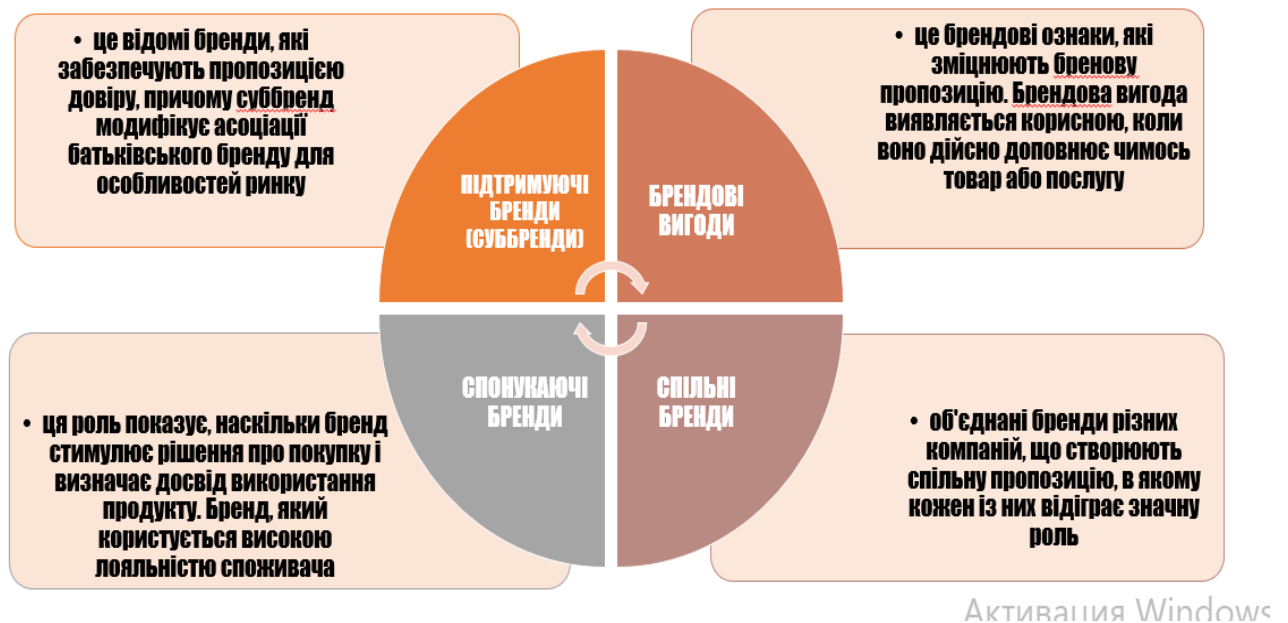 • це відомі бренди, які
забезпечують пропозицією
довіру, причому суббренд
модифікує асоціації
батьківського бренду для
особливостей ринку
ПІДТРИМУЮЧІ
БРЕНДИ
(СУББРЕНДИ)
БРЕНДОВІ
ВИГОДИ
• це брендові ознаки, які
зміцнюють бренову
пропозицію. Брендова вигода
виявляється корисною, коли
воно дійсно доповнює чимось
товар або послугу
• ця роль показує, наскільки бренд
стимулює рішення про покупку і
визначає досвід використання
продукту. Бренд, який
користується високою
лояльністю споживача
СПОНУКАЮЧІ
БРЕНДИ
СПІЛЬНІ
БРЕНДИ
• об'єднані бренди різних
компаній, що створюють
спільну пропозицію, в якому
кожен із них відіграє значну
роль
Активация Windows